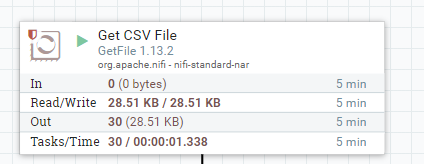 Get CSV File
GetFile 1.13.2
org.apache.nifi - nifi-standard-nar
In 0 (0 bytes) 5 min
Read/Write 28.51 KB / 28.51 KB 5 min
Out 30 (28.51 KB) 5 min
Tasks/Time 30 / 00:00:01.338 5 min